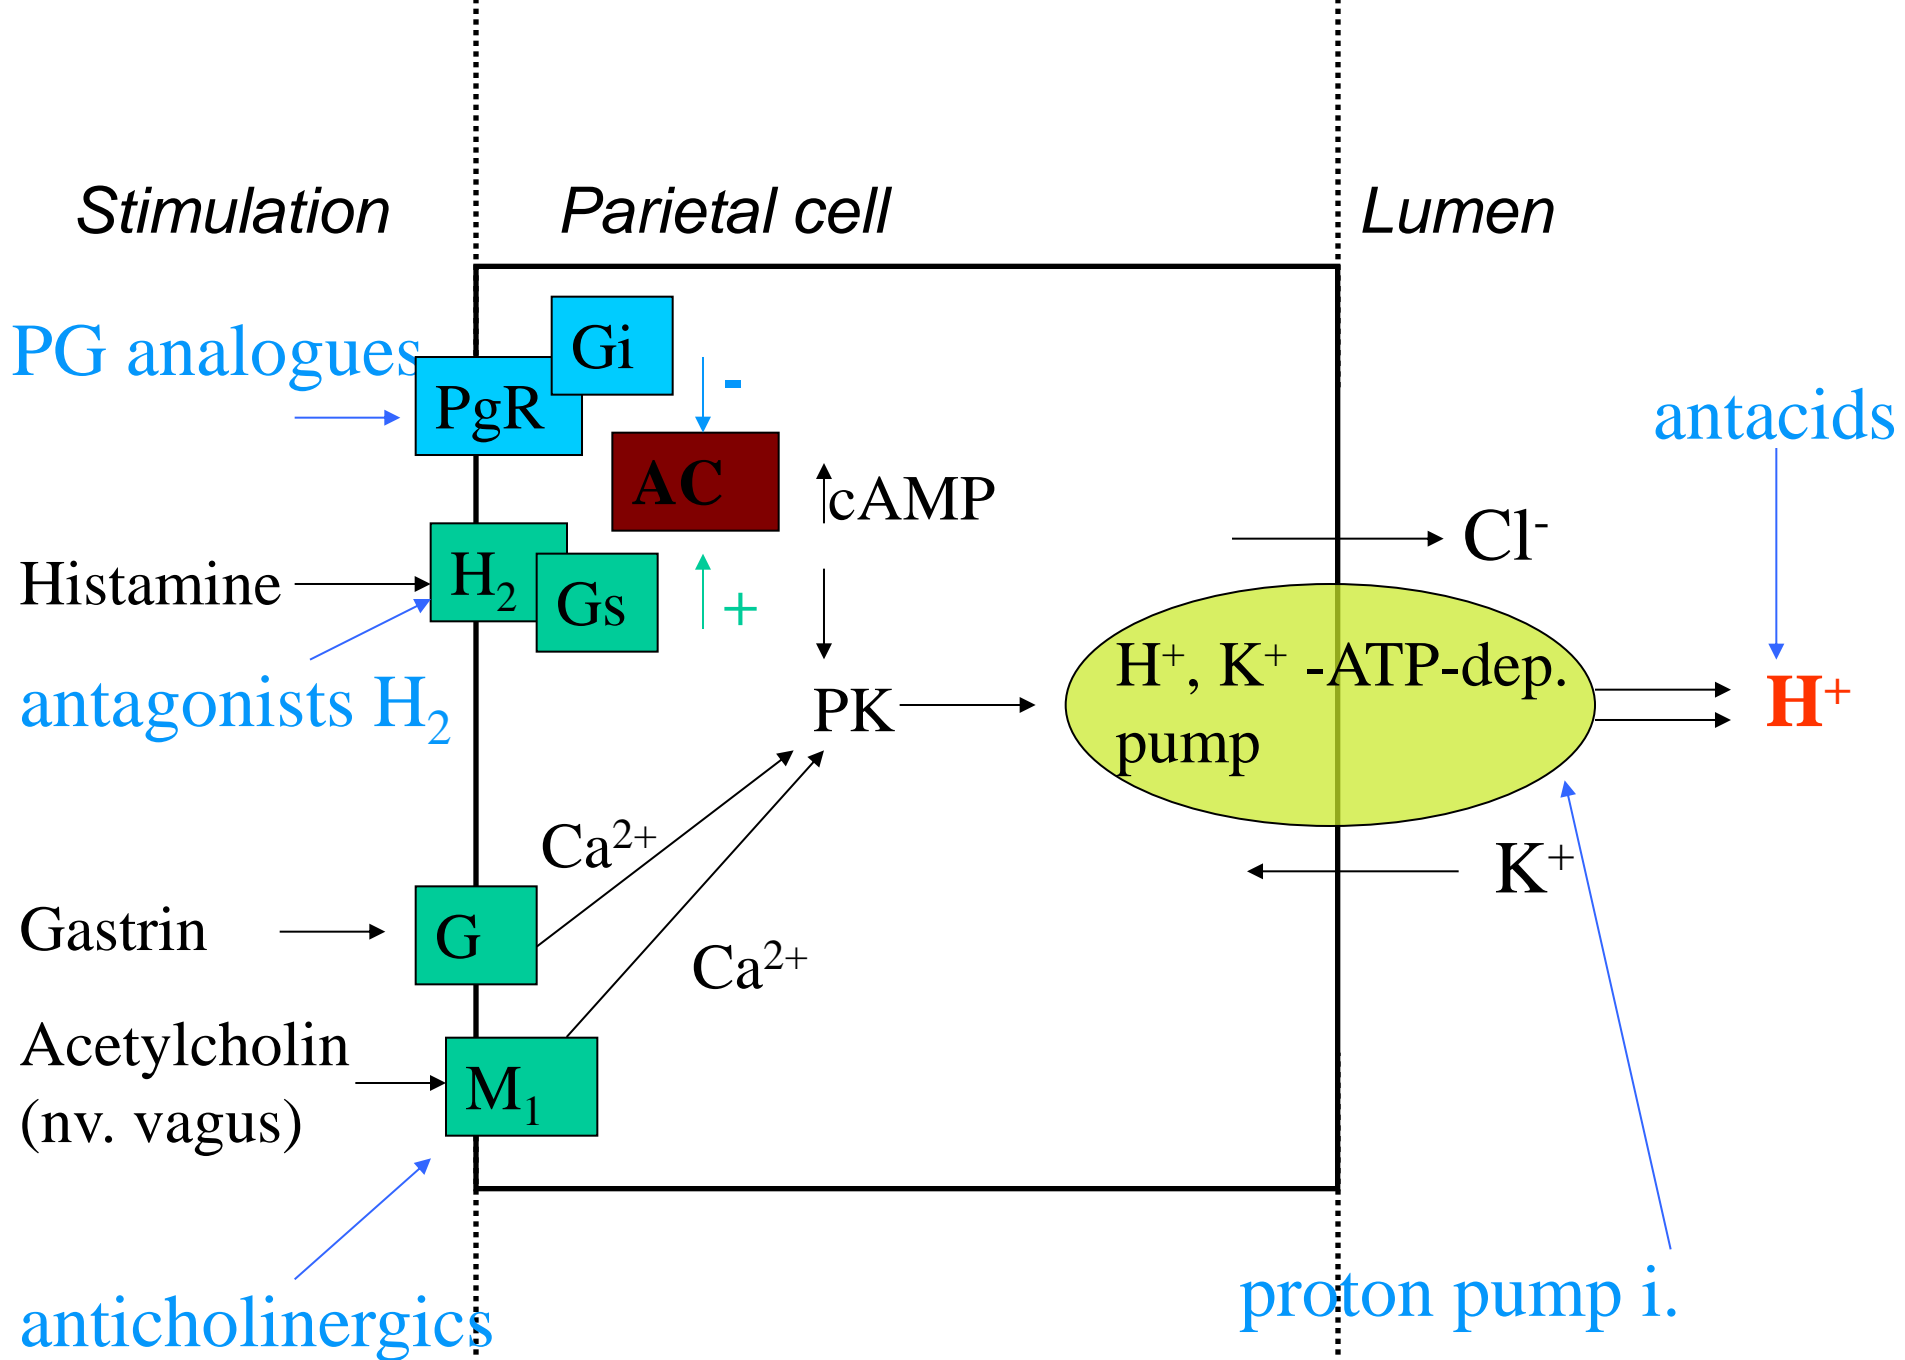 Stimulation
Parietal cell
Lumen
PG analogues
Gi
PgR
-
AC
cAMP
antacids
Cl⁻
Histamine
H₂
Gs
+
antagonists H₂
PK
H⁺, K⁺ -ATP-dep.
pump
H⁺
Ca²⁺
K⁺
Gastrin
G
Ca²⁺
Acetylcholin
(nv. vagus)
M₁
anticholinergics
proton pump i.